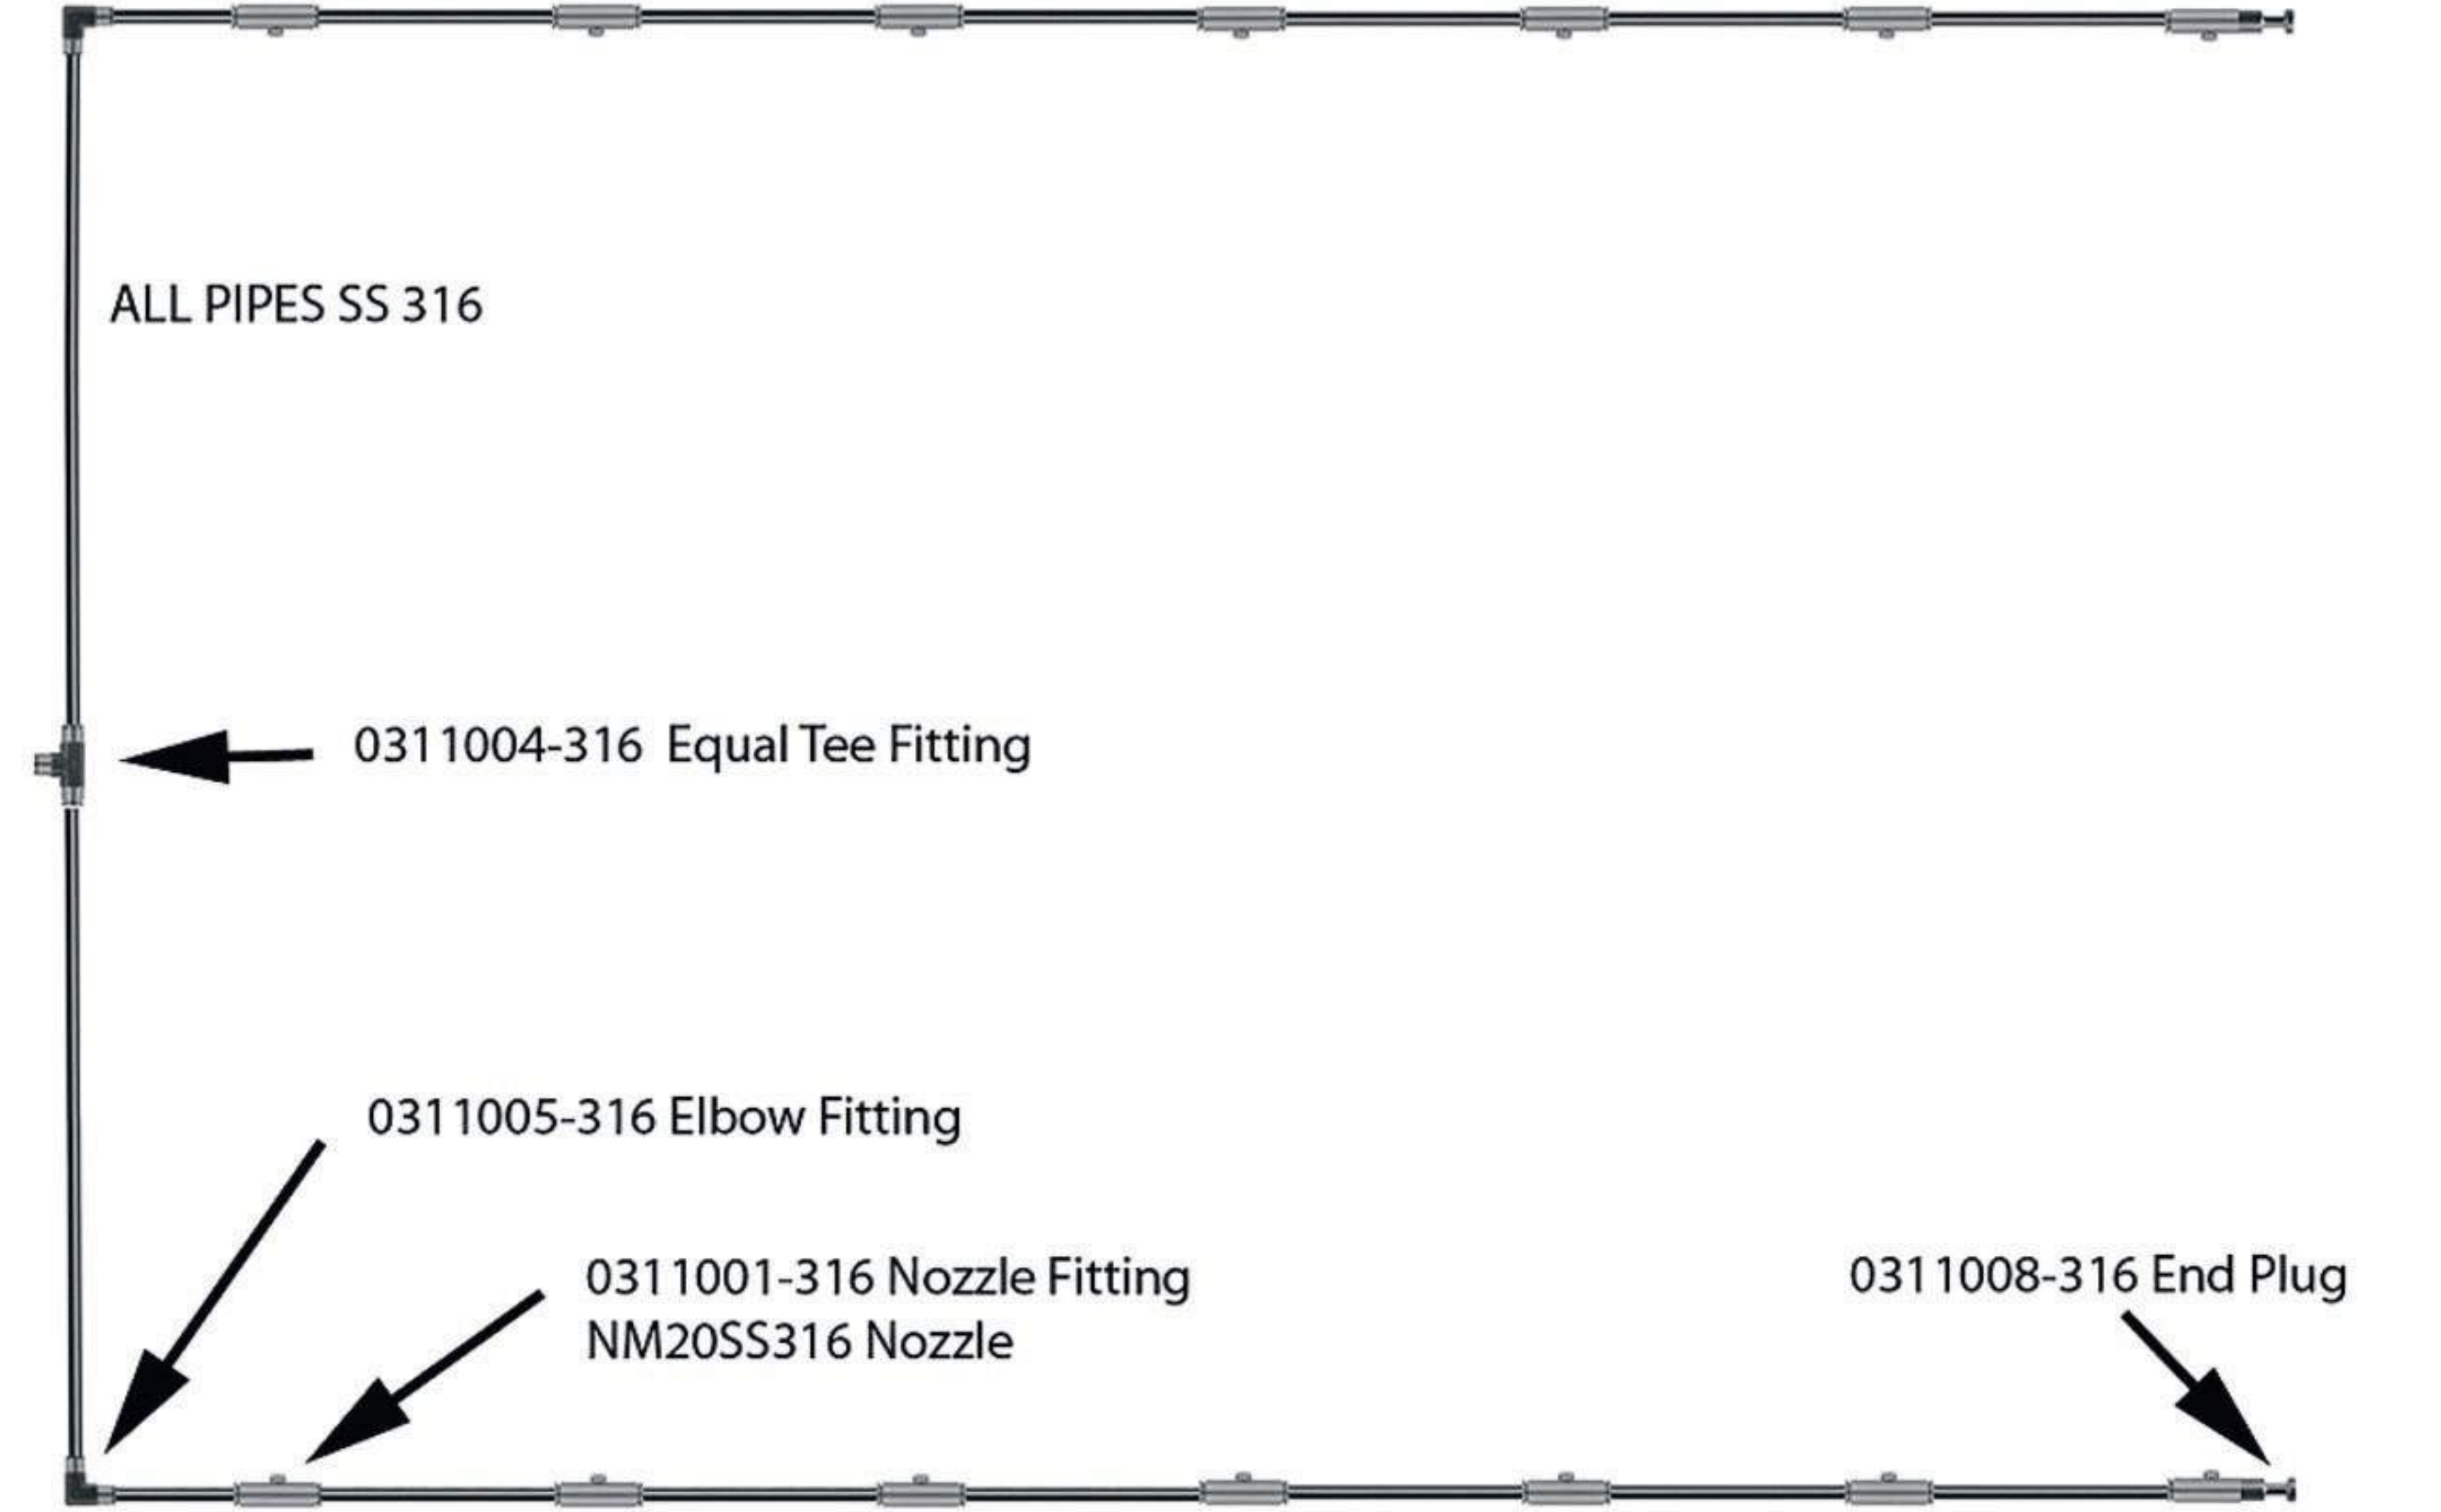 ALL PIPES SS 316
0311004-316 Equal Tee Fitting
0311005-316 Elbow Fitting
0311001-316 Nozzle Fitting
NM20SS316 Nozzle
0311008-316 End Plug